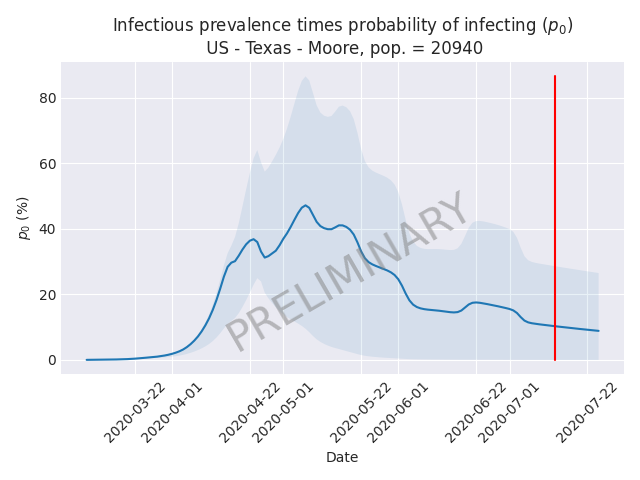 Infectious prevalence times probability of infecting (p₀)
US - Texas - Moore, pop. = 20940
80
60
40
20
0
p₀ (%)
PRELIMINARY
2020-03-22
2020-04-01
2020-04-22
2020-05-01
2020-05-22
2020-06-01
2020-06-22
2020-07-01
2020-07-22
Date